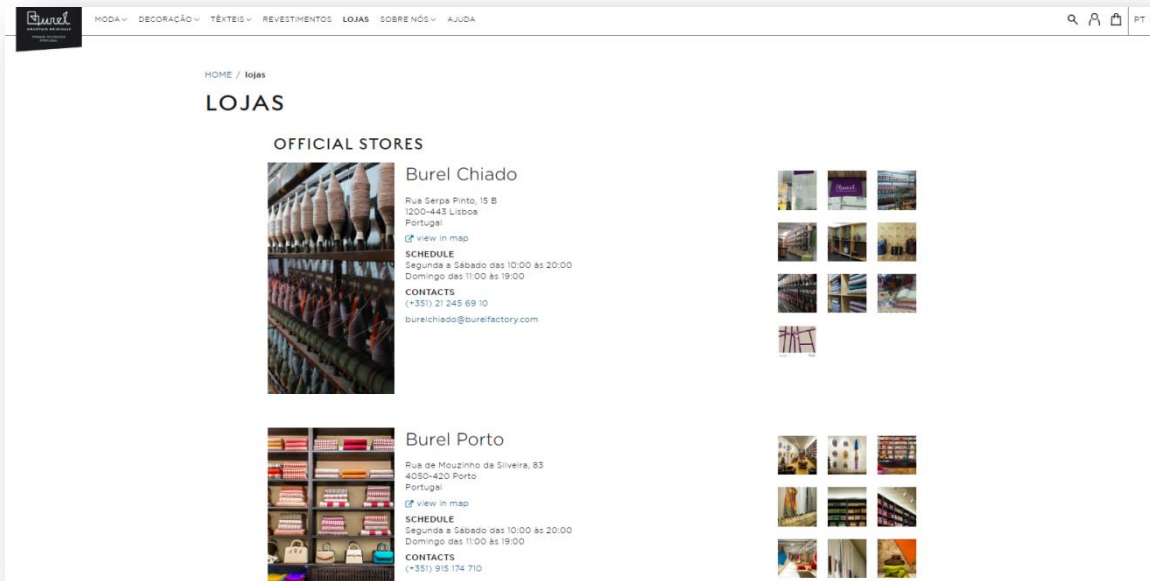 Burel
MOUNTAIN ORIGINALS
PORTUGAL
MODA DECORAÇÃO TÊXTEIS REVESTIMENTOS LOJAS SOBRE NÓS AJUDA
PT
HOME / lojas
LOJAS
OFFICIAL STORES
Burel Chiado
Rua Serpa Pinto, 15 B
1200-443 Lisboa
Portugal
view in map
SCHEDULE
Segunda a Sábado das 10:00 às 20:00
Domingo das 11:00 às 19:00
CONTACTS
(+351) 21 245 69 10
burelchiado@burelfactory.com
Burel Porto
Rua de Mouzinho da Silveira, 83
4050-420 Porto
Portugal
view in map
SCHEDULE
Segunda a Sábado das 10:00 às 20:00
Domingo das 11:00 às 19:00
CONTACTS
(+351) 915 174 710